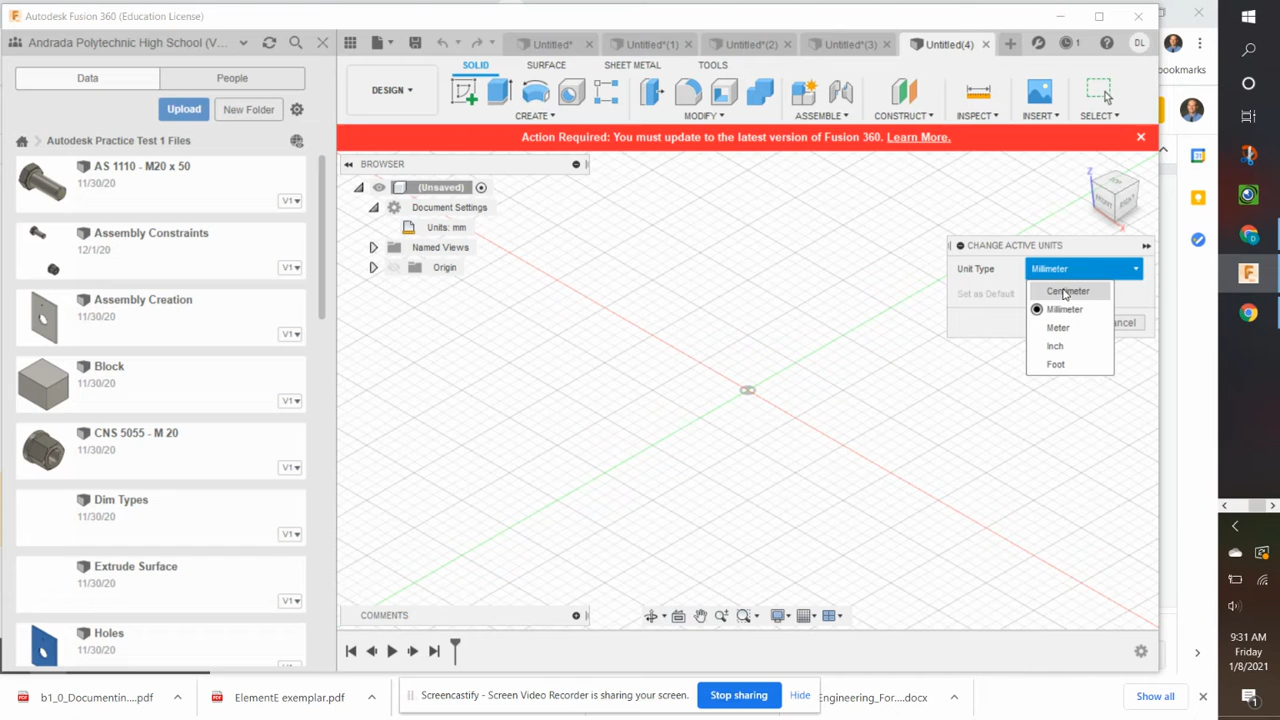 Autodesk Fusion 360 (Education License)
Andrada Polytechnic High School (V...
Untitled*
Untitled*(1)
Untitled*(2)
Untitled*(3)
Untitled(4)
1
DL
Data
People
SOLID
SURFACE
SHEET METAL
TOOLS
ookmarks
Upload
New Folder
DESIGN
CREATE
MODIFY
ASSEMBLE
CONSTRUCT
INSPECT
INSERT
SELECT
Action Required: You must update to the latest version of Fusion 360. Learn More.
Autodesk Practice Test 1 Files
BROWSER
AS 1110 - M20 x 50
11/30/20
V1
(Unsaved)
Document Settings
Units: mm
Named Views
Origin
Z
TOP
FRONT
X
Assembly Constraints
12/1/20
V1
CHANGE ACTIVE UNITS
Unit Type
Millimeter
Set as Default
Centimeter
Millimeter
Meter
Inch
Foot
ancel
Assembly Creation
11/30/20
V1
Block
11/30/20
V1
CNS 5055 - M 20
11/30/20
V1
Dim Types
11/30/20
V1
Extrude Surface
11/30/20
V1
Holes
11/30/20
COMMENTS
9:31 AM
Friday
1/8/2021
1
b1_0_Documentin....pdf
ElementE exemplar.pdf
Screencastify - Screen Video Recorder is sharing your screen.
Stop sharing
Hide
Engineering_For....docx
Show all